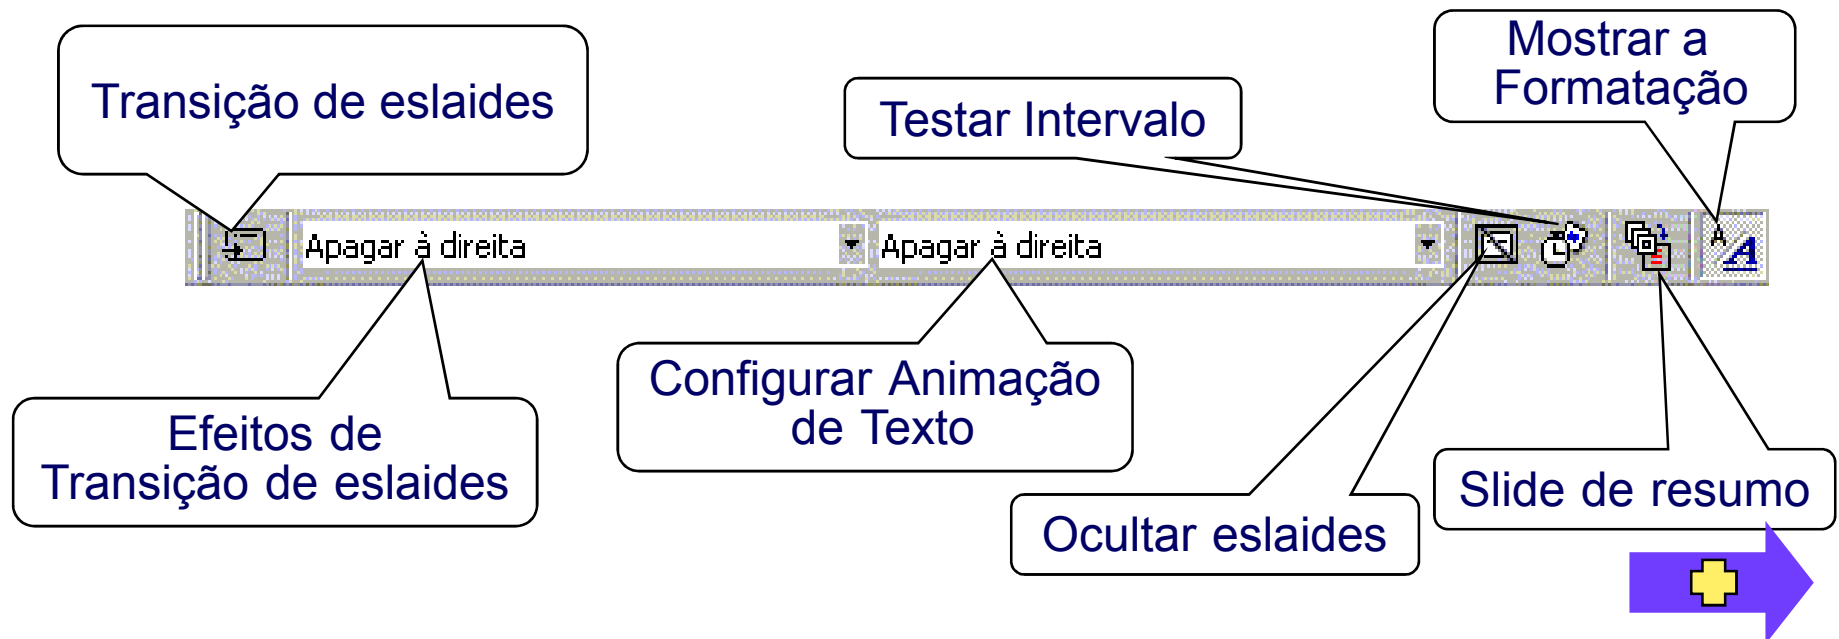 Transição de eslaides
Testar Intervalo
Mostrar a
Formatação
Apagar à direita
Apagar à direita
A
A
Efeitos de
Transição de eslaides
Configurar Animação
de Texto
Ocultar eslaides
Slide de resumo